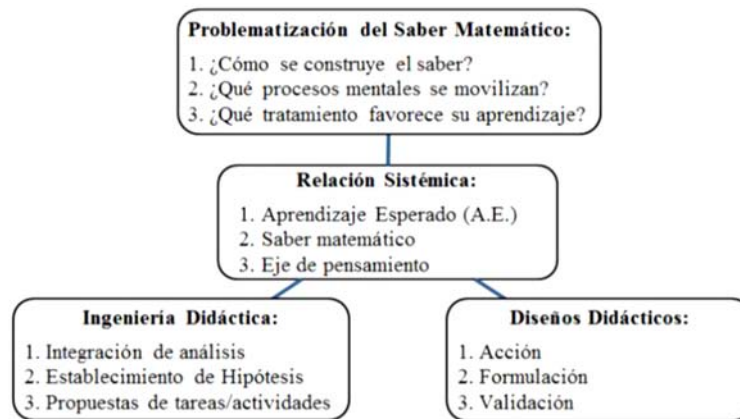 Problematización del Saber Matemático:
1. ¿Cómo se construye el saber?
2. ¿Qué procesos mentales se movilizan?
3. ¿Qué tratamiento favorece su aprendizaje?
Relación Sistémica:
1. Aprendizaje Esperado (A.E.)
2. Saber matemático
3. Eje de pensamiento
Ingeniería Didáctica:
1. Integración de análisis
2. Establecimiento de Hipótesis
3. Propuestas de tareas/actividades
Diseños Didácticos:
1. Acción
2. Formulación
3. Validación